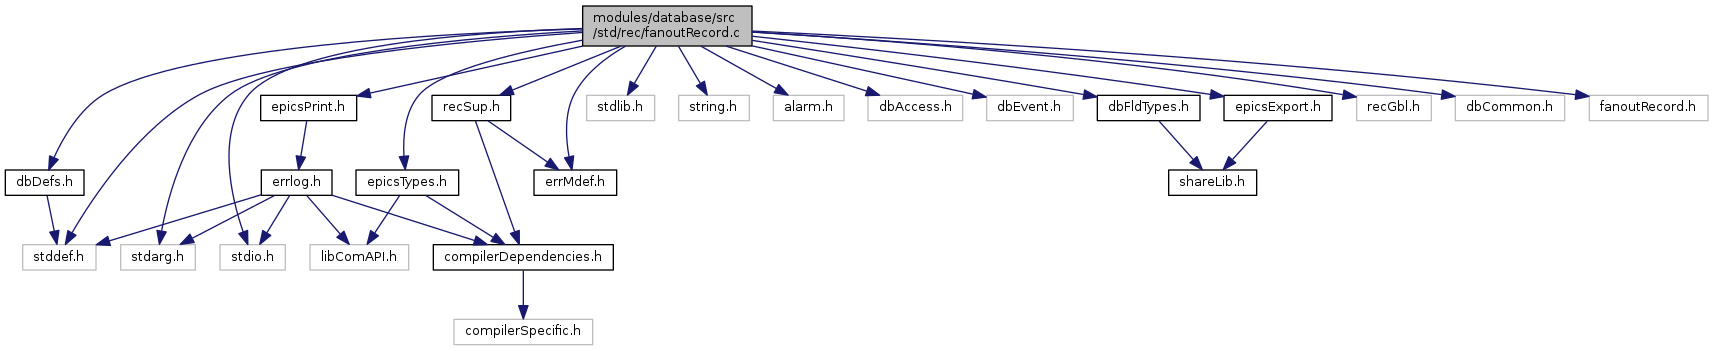 modules/database/src
/std/rec/fanoutRecord.c
epicsPrint.h
recSup.h
stdlib.h
string.h
alarm.h
dbAccess.h
dbEvent.h
dbFldTypes.h
epicsExport.h
recGbl.h
dbCommon.h
fanoutRecord.h
dbDefs.h
errlog.h
epicsTypes.h
errMdef.h
shareLib.h
stddef.h
stdarg.h
stdio.h
libComAPI.h
compilerDependencies.h
compilerSpecific.h